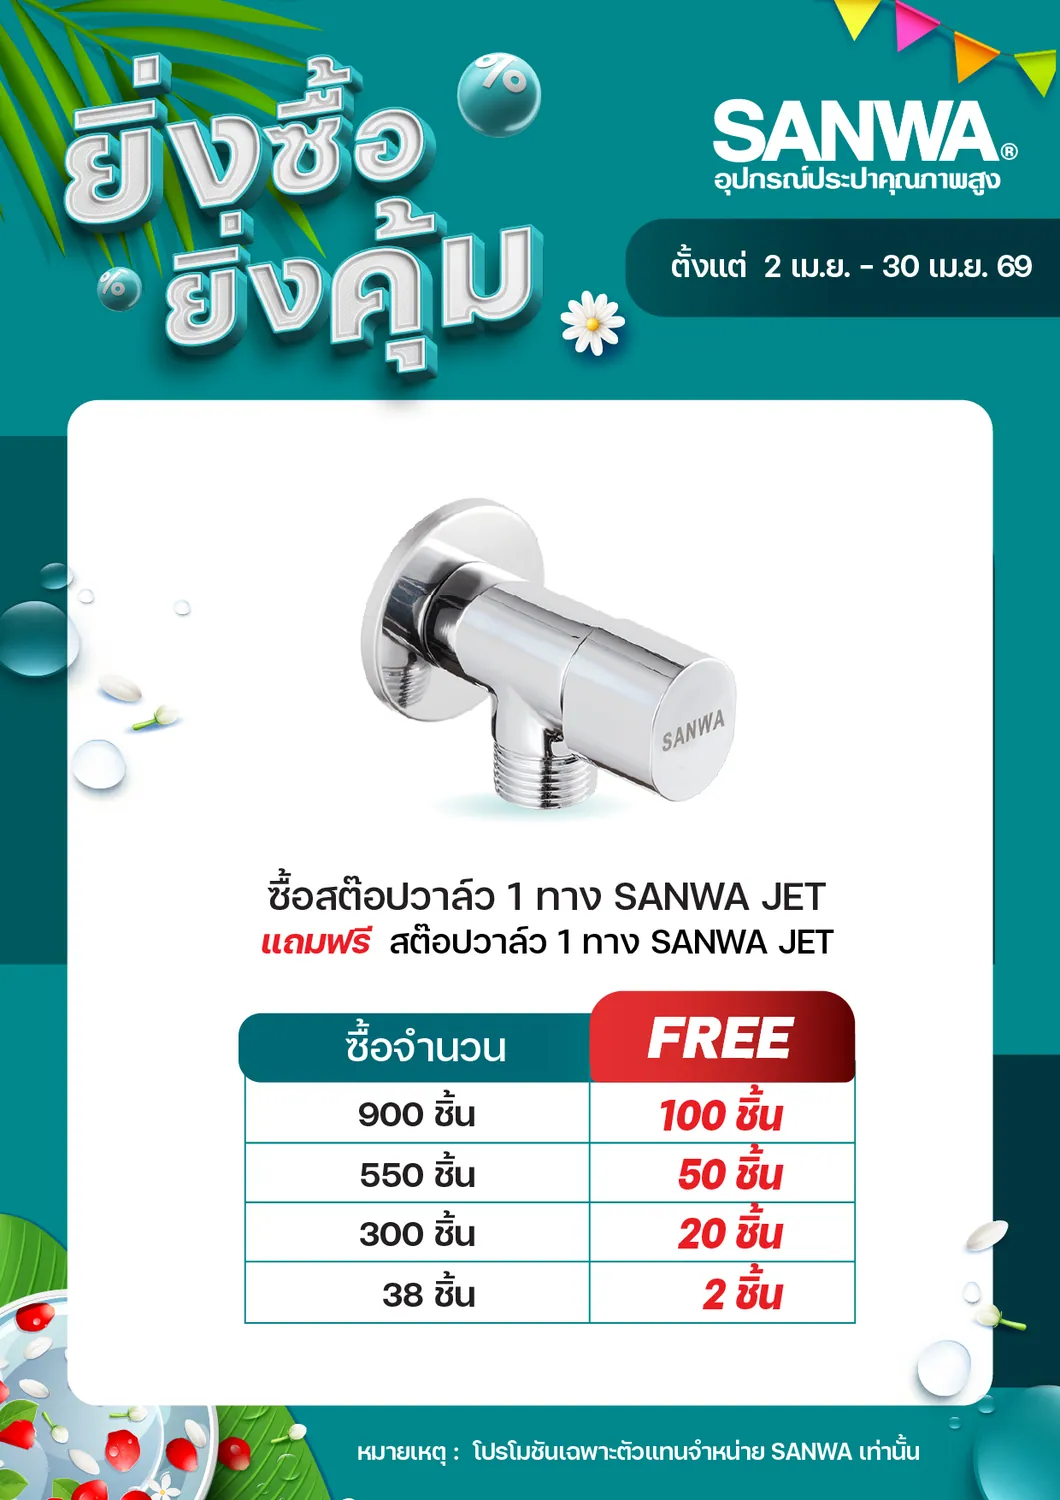 ยิ่งซื้อ
ยิ่งคุ้ม
%
%
SANWA®
อุปกรณ์ประปาคุณภาพสูง
ตั้งแต่ 2 เม.ย. - 30 เม.ย. 69
SANWA
ซื้อสต๊อปวาล์ว 1 ทาง SANWA JET
แถมฟรี สต๊อปวาล์ว 1 ทาง SANWA JET
ซื้อจำนวน FREE
900 ชิ้น 100 ชิ้น
550 ชิ้น 50 ชิ้น
300 ชิ้น 20 ชิ้น
38 ชิ้น 2 ชิ้น
หมายเหตุ : โปรโมชันเฉพาะตัวแทนจำหน่าย SANWA เท่านั้น